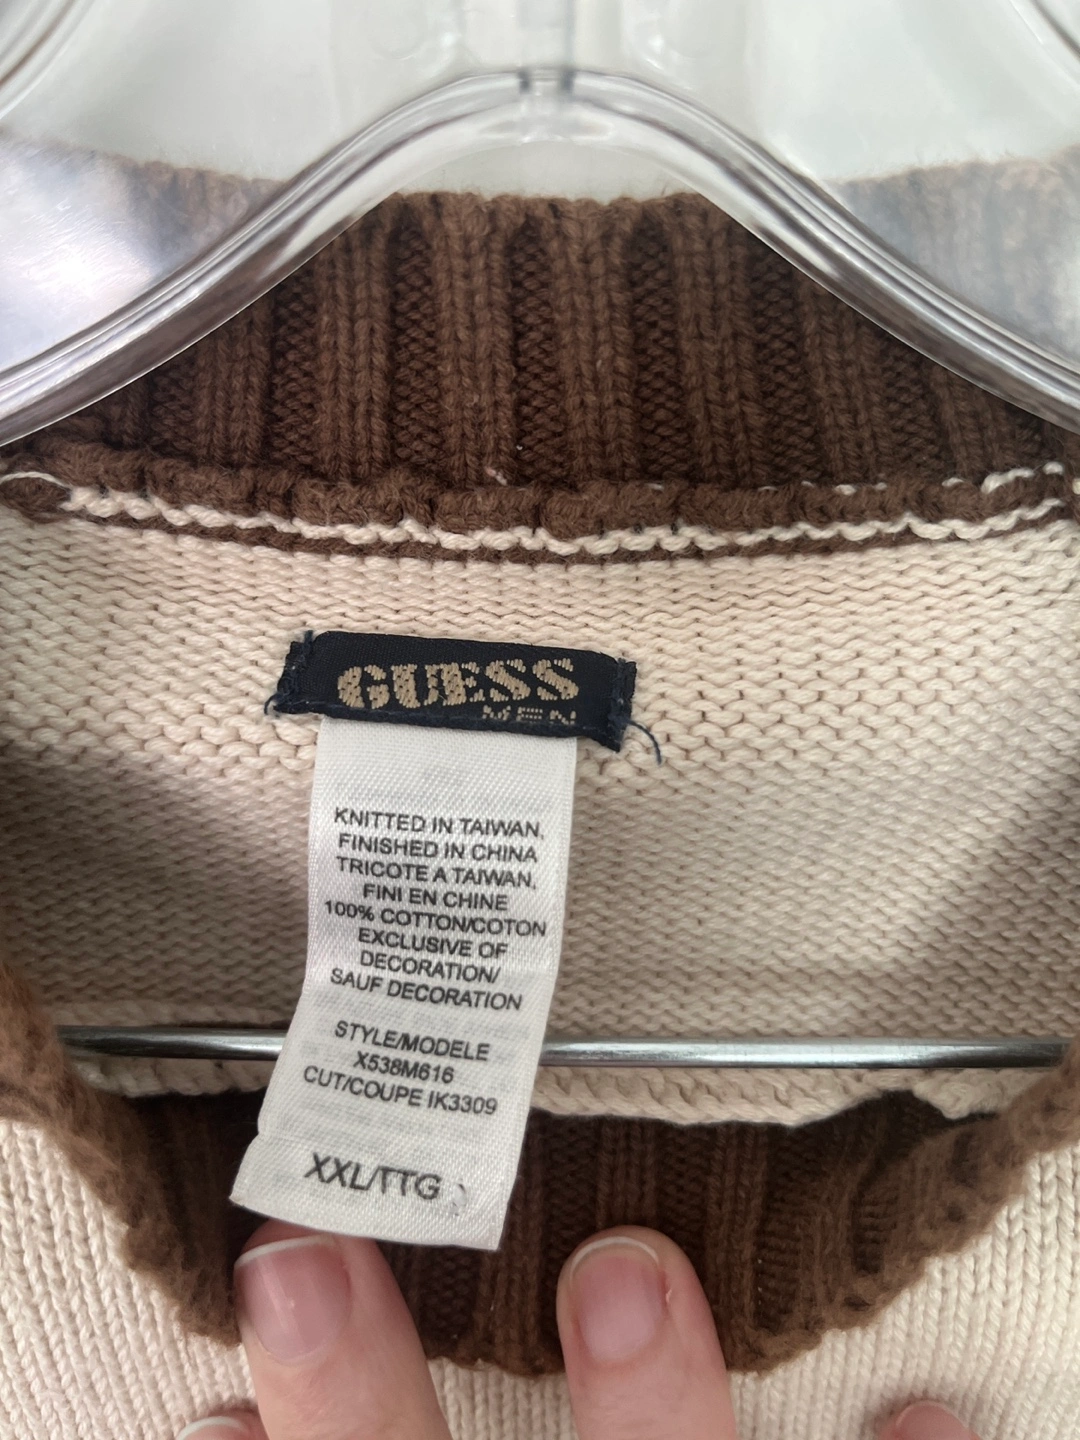 GUESS
MEN
KNITTED IN TAIWAN,
FINISHED IN CHINA
TRICOTE A TAIWAN,
FINI EN CHINE
100% COTTON/COTON
EXCLUSIVE OF
DECORATION/
SAUF DECORATION
STYLE/MODELE
X538M616
CUT/COUPE IK3309
XXL/TTG